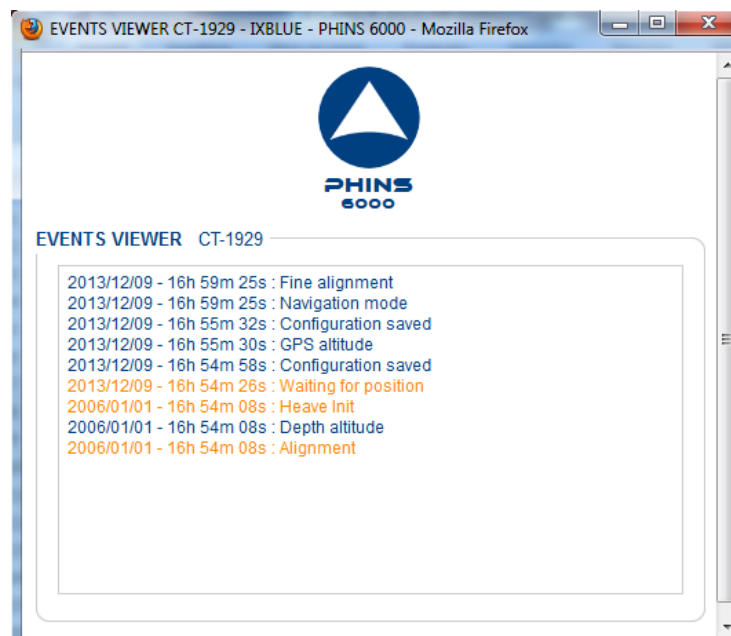 EVENTS VIEWER CT-1929 - IXBLUE - PHINS 6000 - Mozilla Firefox
PHINS
6000
EVENTS VIEWER CT-1929
2013/12/09 - 16h 59m 25s : Fine alignment
2013/12/09 - 16h 59m 25s : Navigation mode
2013/12/09 - 16h 55m 32s : Configuration saved
2013/12/09 - 16h 55m 30s : GPS altitude
2013/12/09 - 16h 54m 58s : Configuration saved
2013/12/09 - 16h 54m 26s : Waiting for position
2006/01/01 - 16h 54m 08s : Heave Init
2006/01/01 - 16h 54m 08s : Depth altitude
2006/01/01 - 16h 54m 08s : Alignment